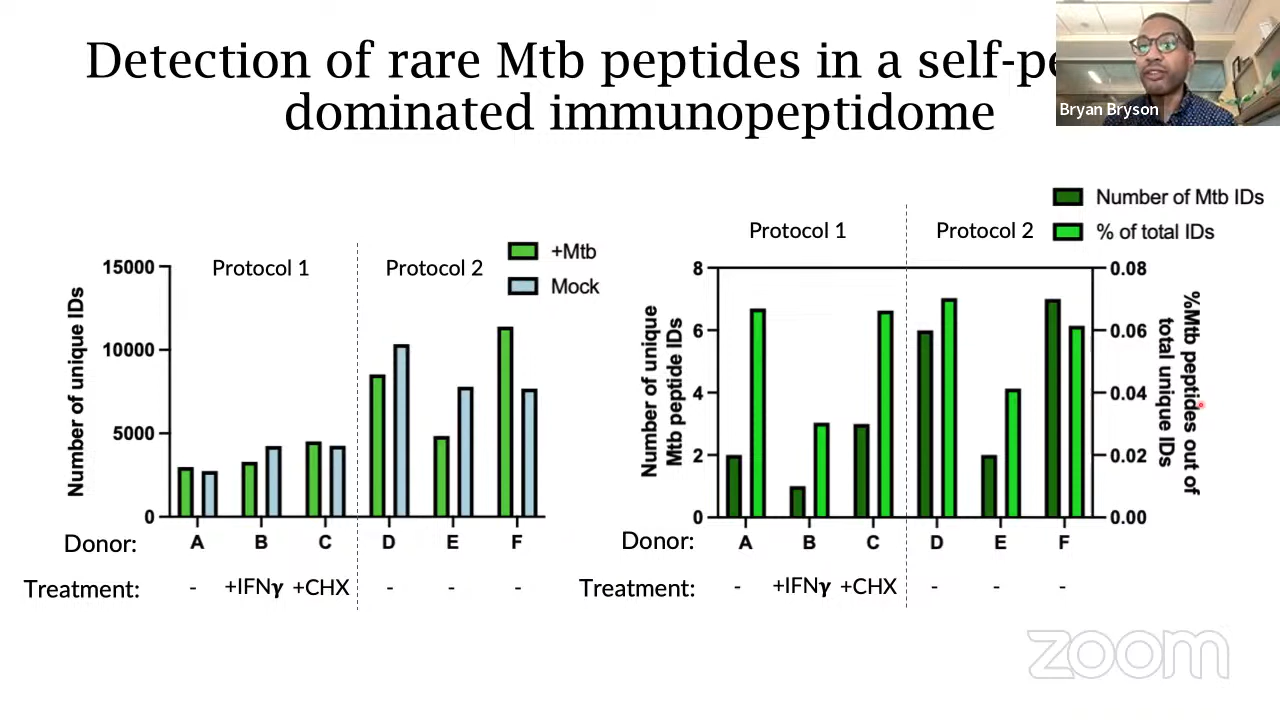 Detection of rare Mtb peptides in a self-pe
dominated immunopeptidome
Bryan Bryson
+Mtb
Mock
Protocol 1
Protocol 2
Number of unique IDs
15000
10000
5000
0
Donor:
A
B
C
D
E
F
Treatment:
-
+IFNγ
+CHX
-
-
-
Number of Mtb IDs
% of total IDs
Protocol 1
Protocol 2
Number of unique
Mtb peptide IDs
8
6
4
2
0
0.08
0.06
0.04
0.02
0.00
%Mtb peptides out of
total unique IDs
Donor:
A
B
C
D
E
F
Treatment:
-
+IFNγ
+CHX
-
-
-
zoom